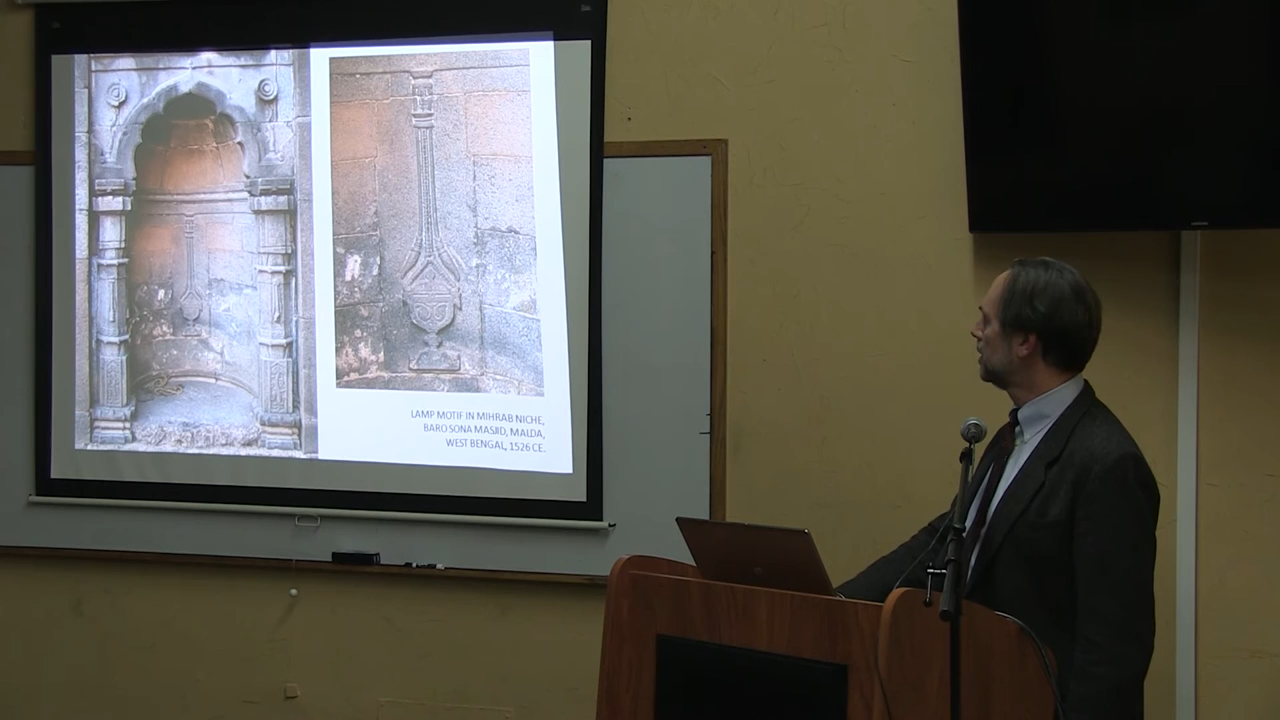 LAMP MOTIF IN MIHRAB NICHE,
BARO SONA MASJID, MALDA,
WEST BENGAL, 1526 CE.